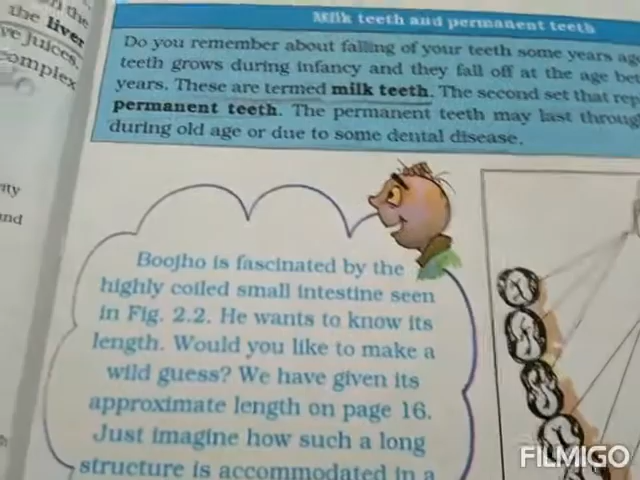 the liver
ve juices,
complex
ity
and
Milk teeth and permanent teeth
Do you remember about falling of your teeth some years ag
teeth grows during infancy and they fall off at the age be
years. These are termed milk teeth. The second set that rep
permanent teeth. The permanent teeth may last through
during old age or due to some dental disease.
Boojho is fascinated by the
highly coiled small intestine seen
in Fig. 2.2. He wants to know its
length. Would you like to make a
wild guess? We have given its
approximate length on page 16.
Just imagine how such a long
structure is accommodated in a
FILMIGO